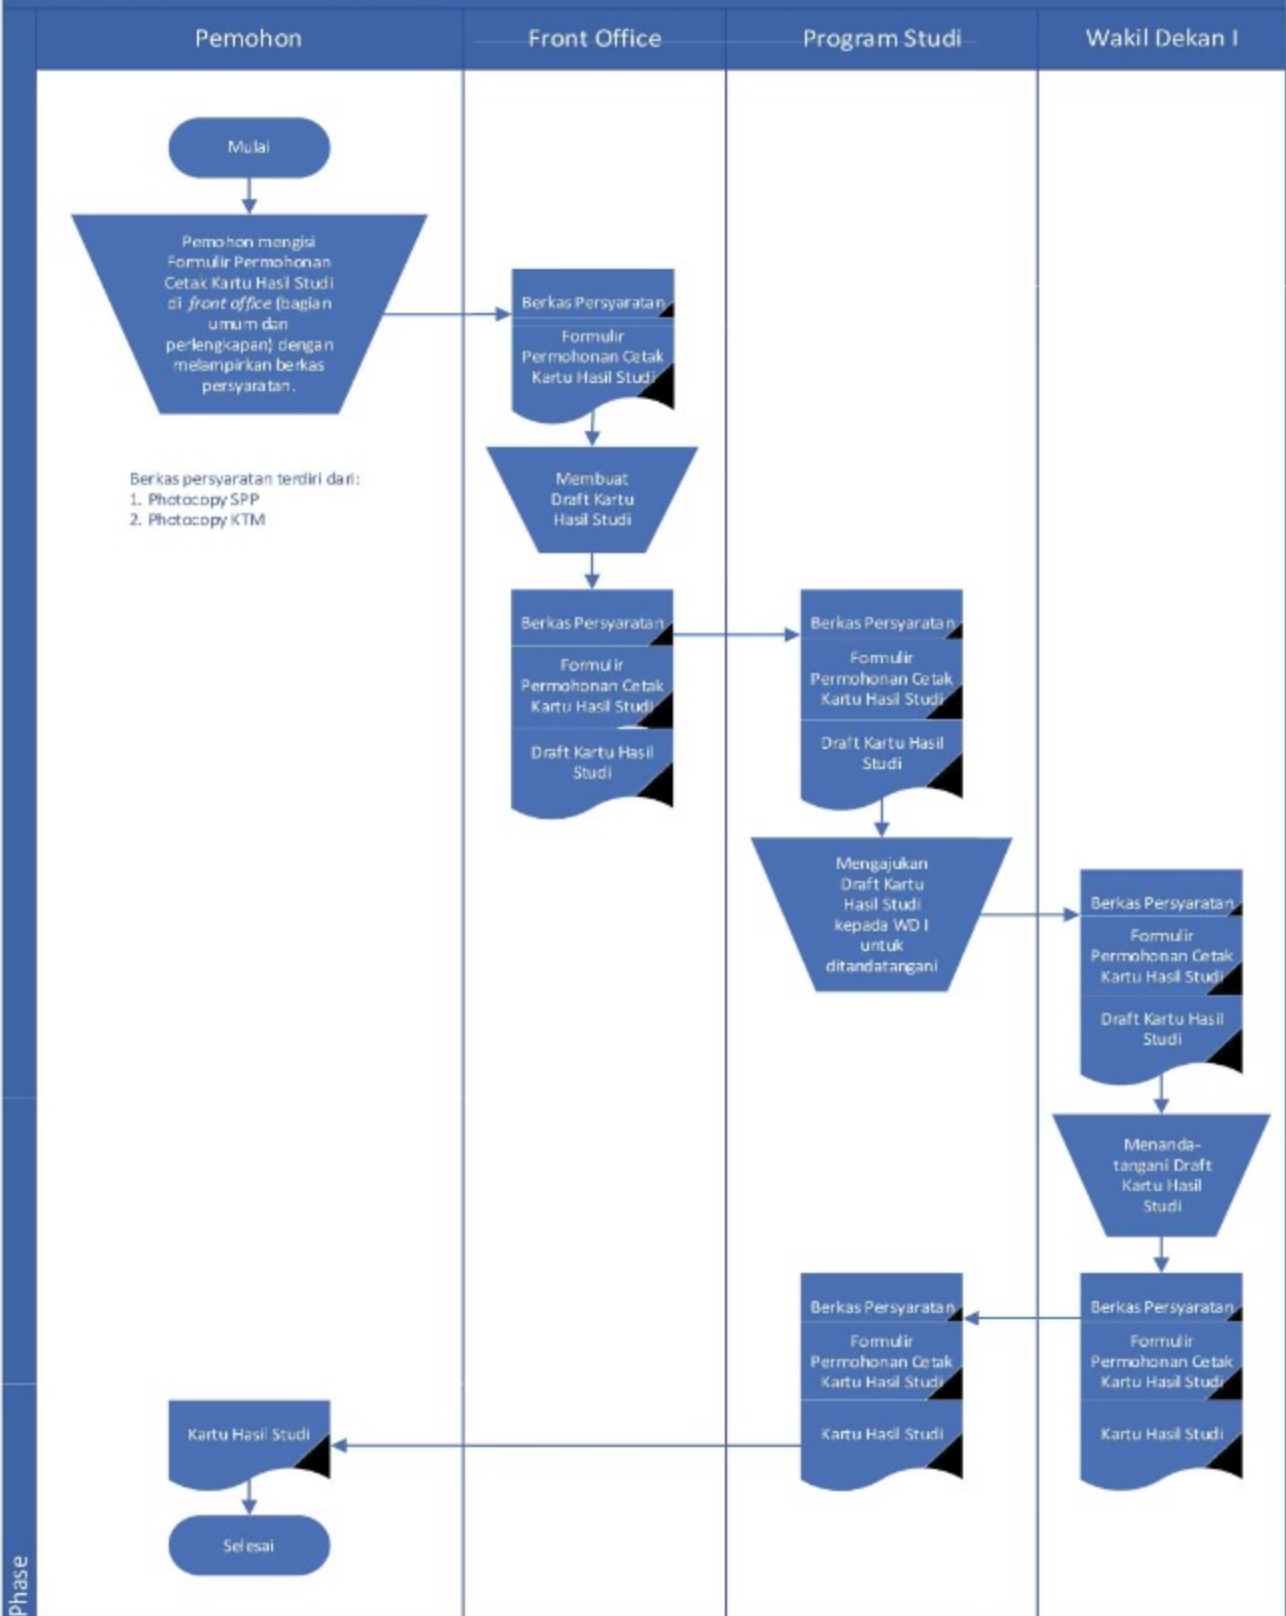 Pemohon
Front Office
Program Studi
Wakil Dekan I
Mulai
Pemohon mengisi
Formulir Permohonan
Cetak Kartu Hasil Studi
di front office (bagian
umum dan
perlengkapan) dengan
melampirkan berkas
persyaratan.
Berkas persyaratan terdiri dari:
1. Photocopy SPP
2. Photocopy KTM
Berkas Persyaratan
Formulir
Permohonan Cetak
Kartu Hasil Studi
Membuat
Draft Kartu
Hasil Studi
Berkas Persyaratan
Formulir
Permohonan Cetak
Kartu Hasil Studi
Draft Kartu Hasil
Studi
Berkas Persyaratan
Formulir
Permohonan Cetak
Kartu Hasil Studi
Draft Kartu Hasil
Studi
Mengajukan
Draft Kartu
Hasil Studi
kepada WD I
untuk
ditandatangani
Berkas Persyaratan
Formulir
Permohonan Cetak
Kartu Hasil Studi
Draft Kartu Hasil
Studi
Menanda-
tangani Draft
Kartu Hasil
Studi
Berkas Persyaratan
Formulir
Permohonan Cetak
Kartu Hasil Studi
Kartu Hasil Studi
Berkas Persyaratan
Formulir
Permohonan Cetak
Kartu Hasil Studi
Kartu Hasil Studi
Kartu Hasil Studi
Selesai
Phase